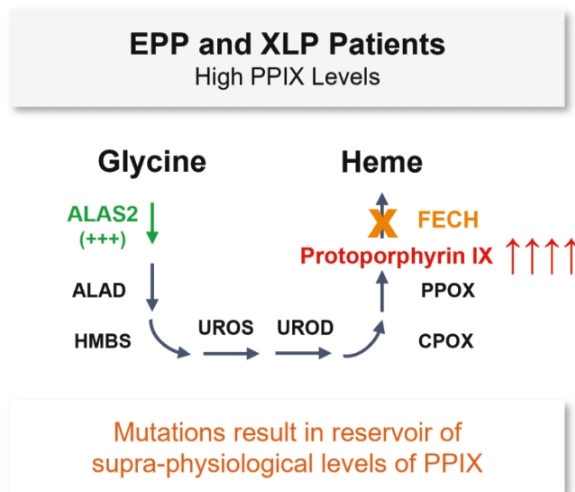 EPP and XLP Patients
High PPIX Levels
Glycine
Heme
ALAS2
(+++)
X
FECH
Protoporphyrin IX ↑↑↑↑
ALAD
PPOX
HMBS
UROS
UROD
CPOX
Mutations result in reservoir of
supra-physiological levels of PPIX